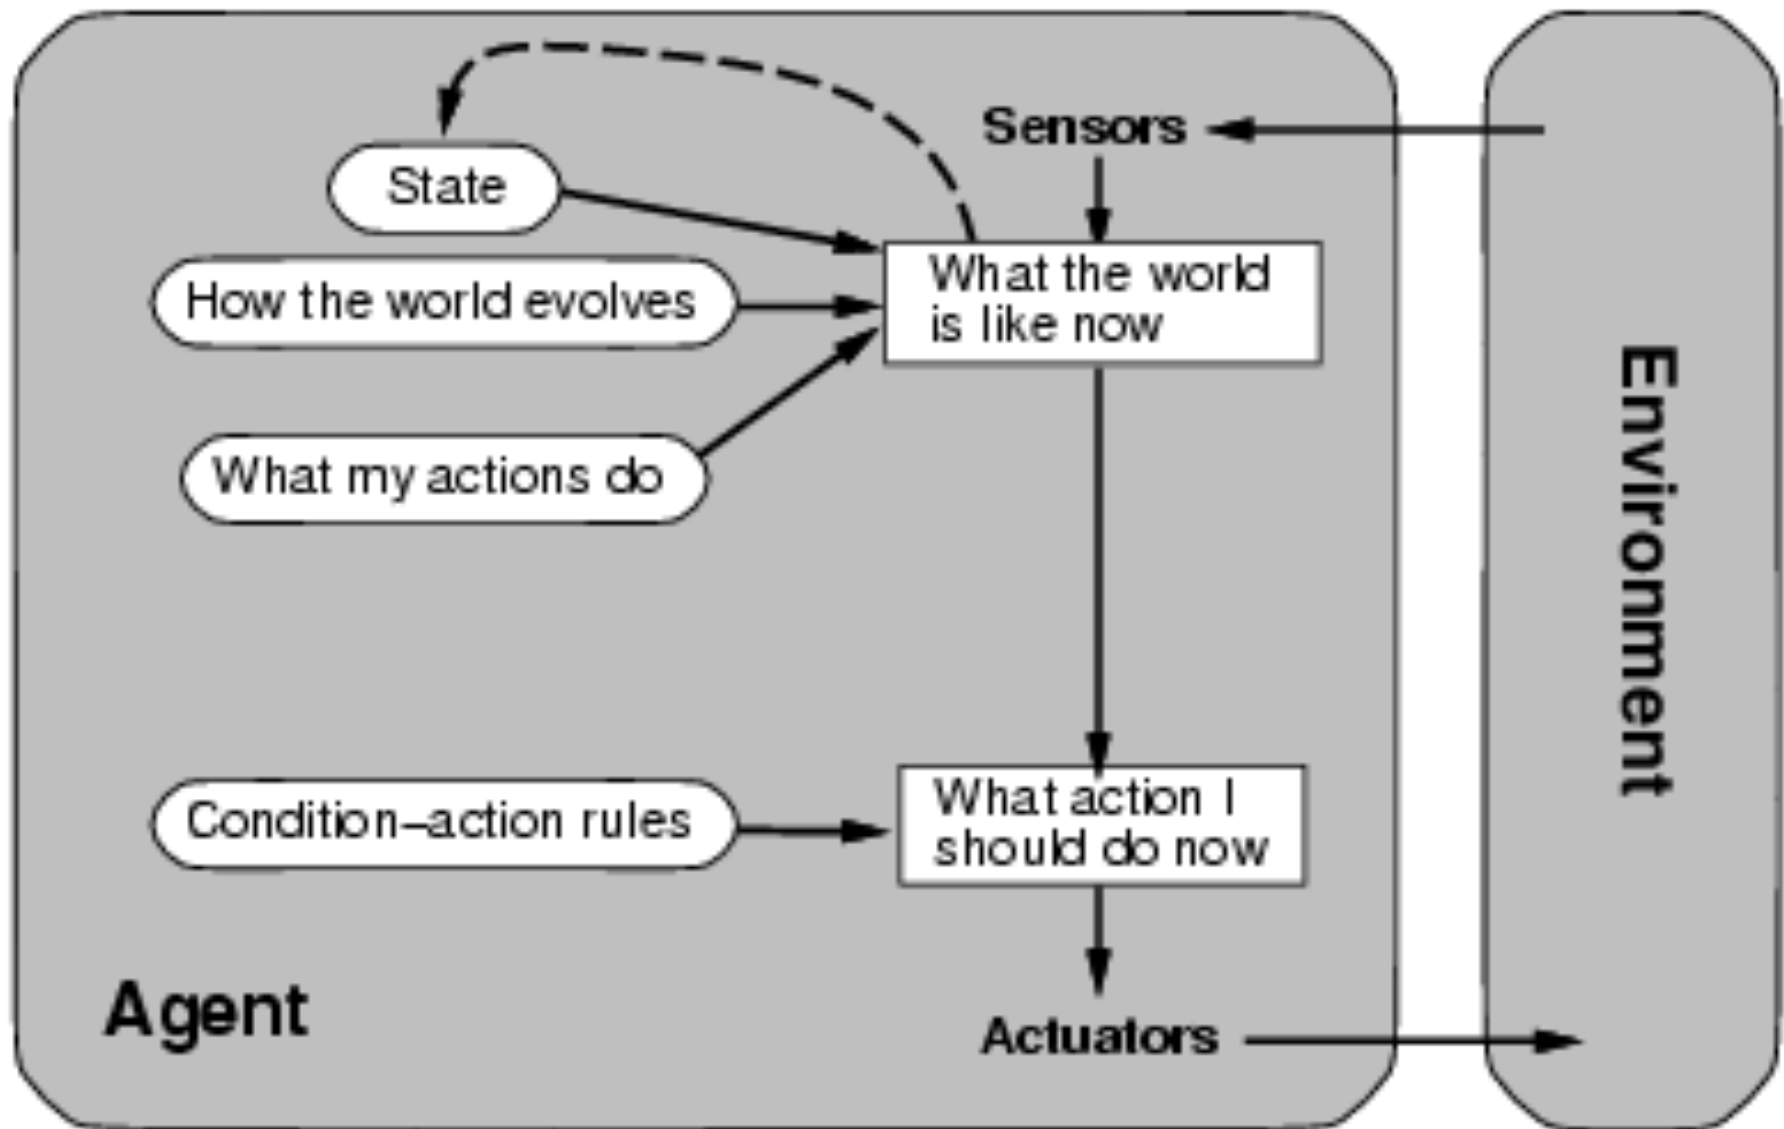 Sensors
State
What the world
is like now
How the world evolves
What my actions do
Environment
Condition–action rules
What action I
should do now
Agent
Actuators